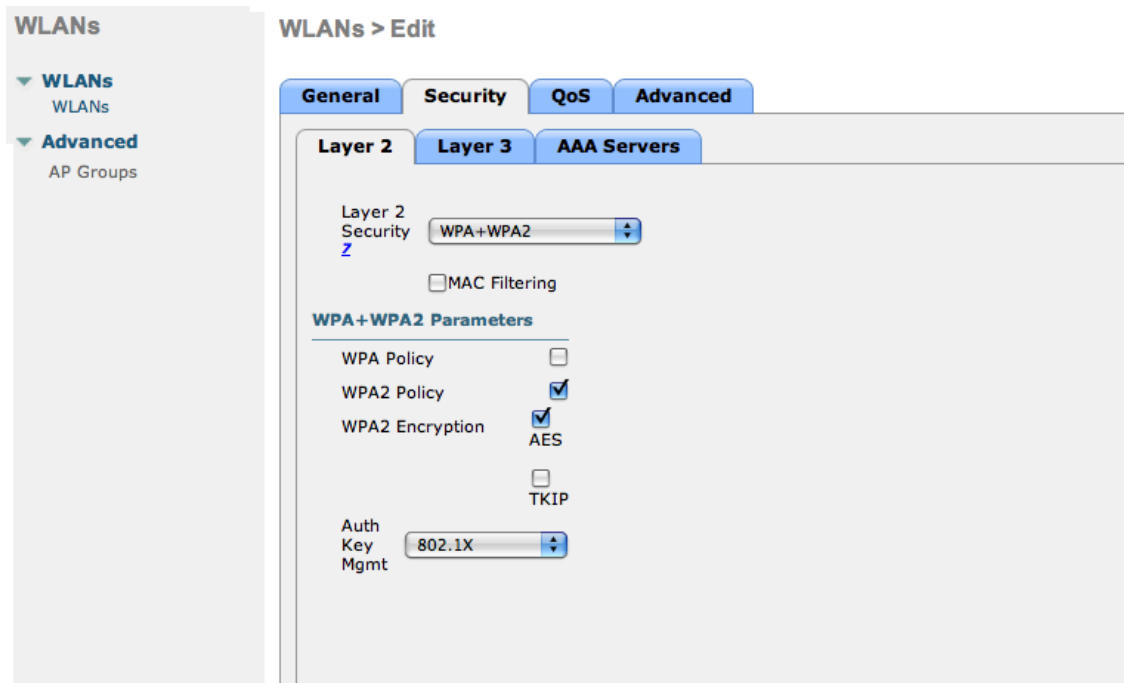 WLANs
WLANs
WLANs
Advanced
AP Groups
WLANs > Edit
General Security QoS Advanced
Layer 2 Layer 3 AAA Servers
Layer 2
Security
7
WPA+WPA2
MAC Filtering
WPA+WPA2 Parameters
WPA Policy
WPA2 Policy
WPA2 Encryption
AES
TKIP
Auth
Key
Mgmt
802.1X